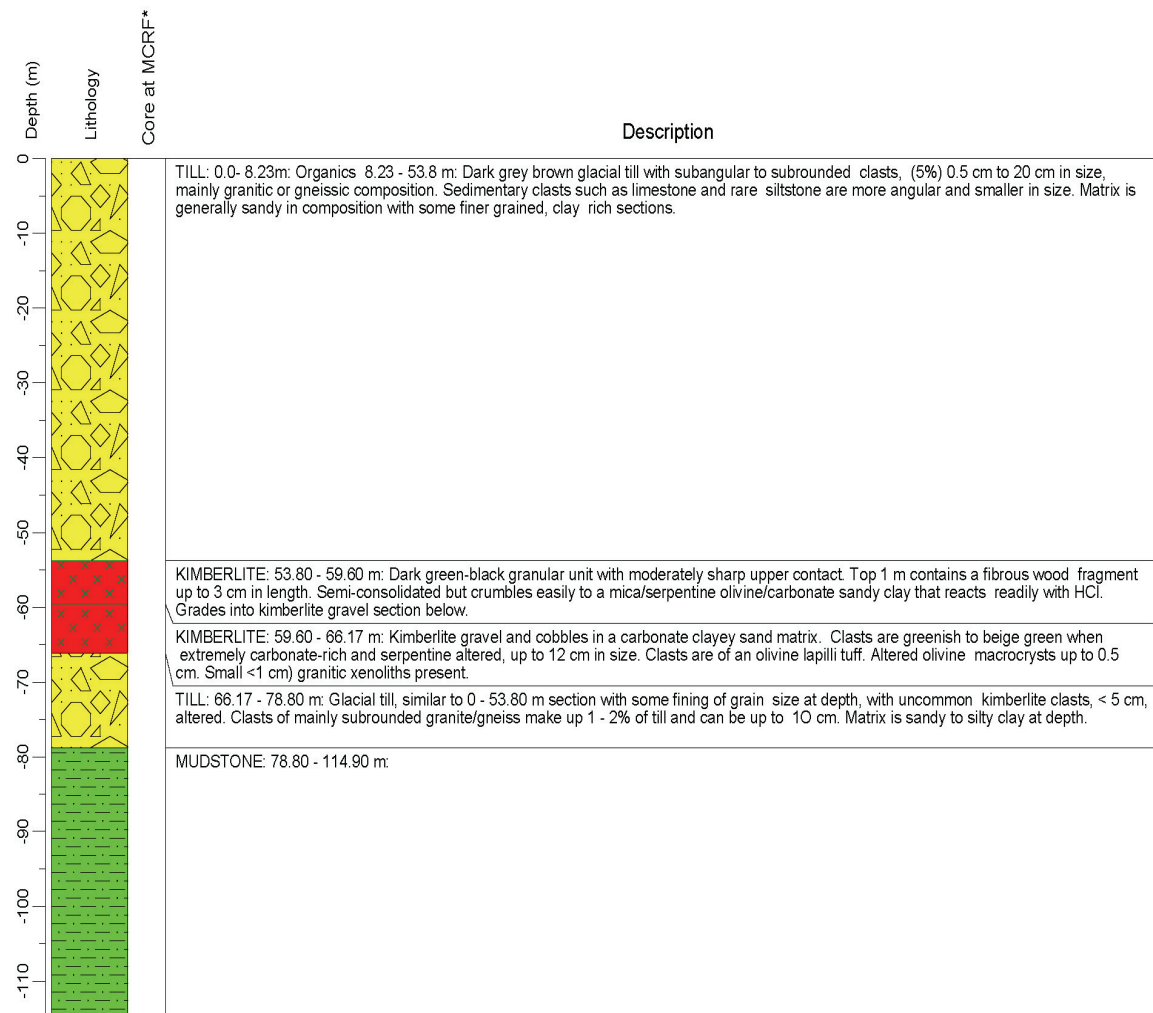 Depth (m)
Lithology
Core at MCRF*
Description
0
TILL: 0.0- 8.23m: Organics 8.23 - 53.8 m: Dark grey brown glacial till with subangular to subrounded clasts, (5%) 0.5 cm to 20 cm in size,
mainly granitic or gneissic composition. Sedimentary clasts such as limestone and rare siltstone are more angular and smaller in size. Matrix is
generally sandy in composition with some finer grained, clay rich sections.
-10
-20
-30
-40
-50
KIMBERLITE: 53.80 - 59.60 m: Dark green-black granular unit with moderately sharp upper contact. Top 1 m contains a fibrous wood fragment
up to 3 cm in length. Semi-consolidated but crumbles easily to a mica/serpentine olivine/carbonate sandy clay that reacts readily with HCl.
Grades into kimberlite gravel section below.
-60
KIMBERLITE: 59.60 - 66.17 m: Kimberlite gravel and cobbles in a carbonate clayey sand matrix. Clasts are greenish to beige green when
extremely carbonate-rich and serpentine altered, up to 12 cm in size. Clasts are of an olivine lapilli tuff. Altered olivine macrocrysts up to 0.5
cm. Small <1 cm) granitic xenoliths present.
-70
TILL: 66.17 - 78.80 m: Glacial till, similar to 0 - 53.80 m section with some fining of grain size at depth, with uncommon kimberlite clasts, < 5 cm,
altered. Clasts of mainly subrounded granite/gneiss make up 1 - 2% of till and can be up to 1O cm. Matrix is sandy to silty clay at depth.
-80
MUDSTONE: 78.80 - 114.90 m:
-90
-100
-110